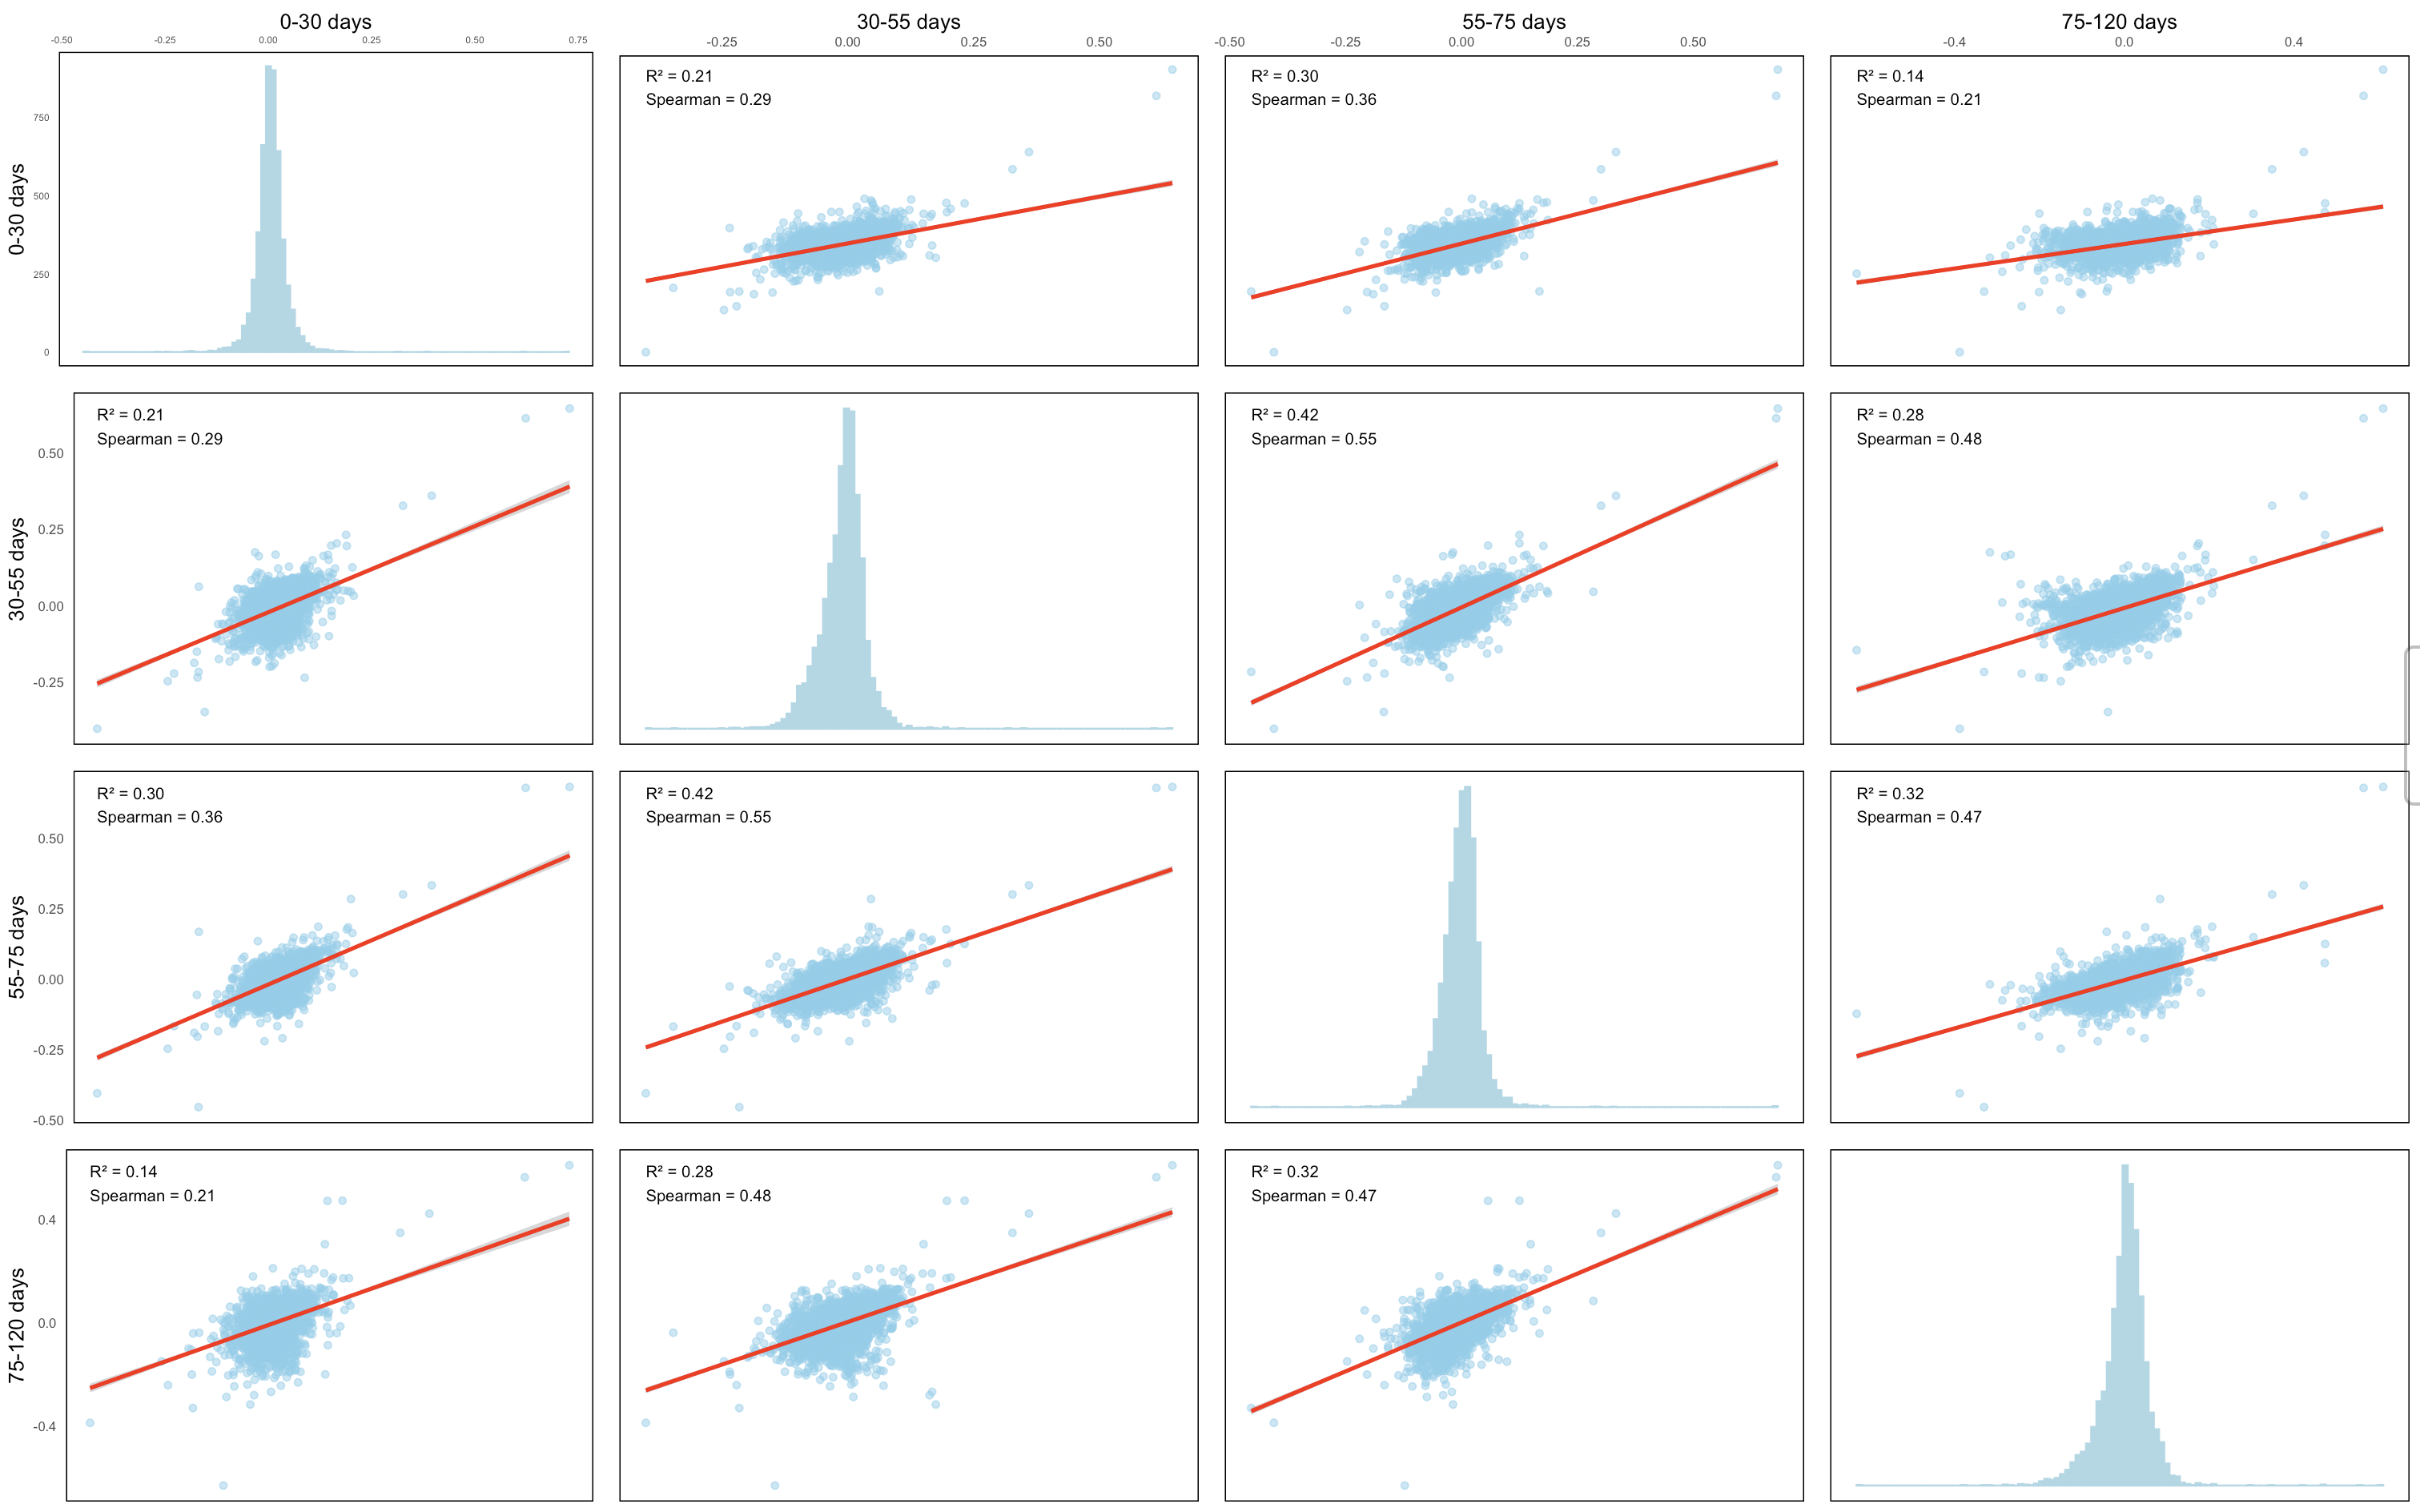 0-30 days 30-55 days 55-75 days 75-120 days
-0.50 -0.25 0.00 0.25 0.50 0.75 -0.25 0.00 0.25 0.50 -0.50 -0.25 0.00 0.25 0.50 -0.4 0.0 0.4
0-30 days
750
500
250
0
R² = 0.21
Spearman = 0.29
R² = 0.30
Spearman = 0.36
R² = 0.14
Spearman = 0.21
30-55 days
0.50
0.25
0.00
-0.25
R² = 0.21
Spearman = 0.29
R² = 0.42
Spearman = 0.55
R² = 0.28
Spearman = 0.48
55-75 days
0.50
0.25
0.00
-0.25
-0.50
R² = 0.30
Spearman = 0.36
R² = 0.42
Spearman = 0.55
R² = 0.32
Spearman = 0.47
75-120 days
0.4
0.0
-0.4
R² = 0.14
Spearman = 0.21
R² = 0.28
Spearman = 0.48
R² = 0.32
Spearman = 0.47